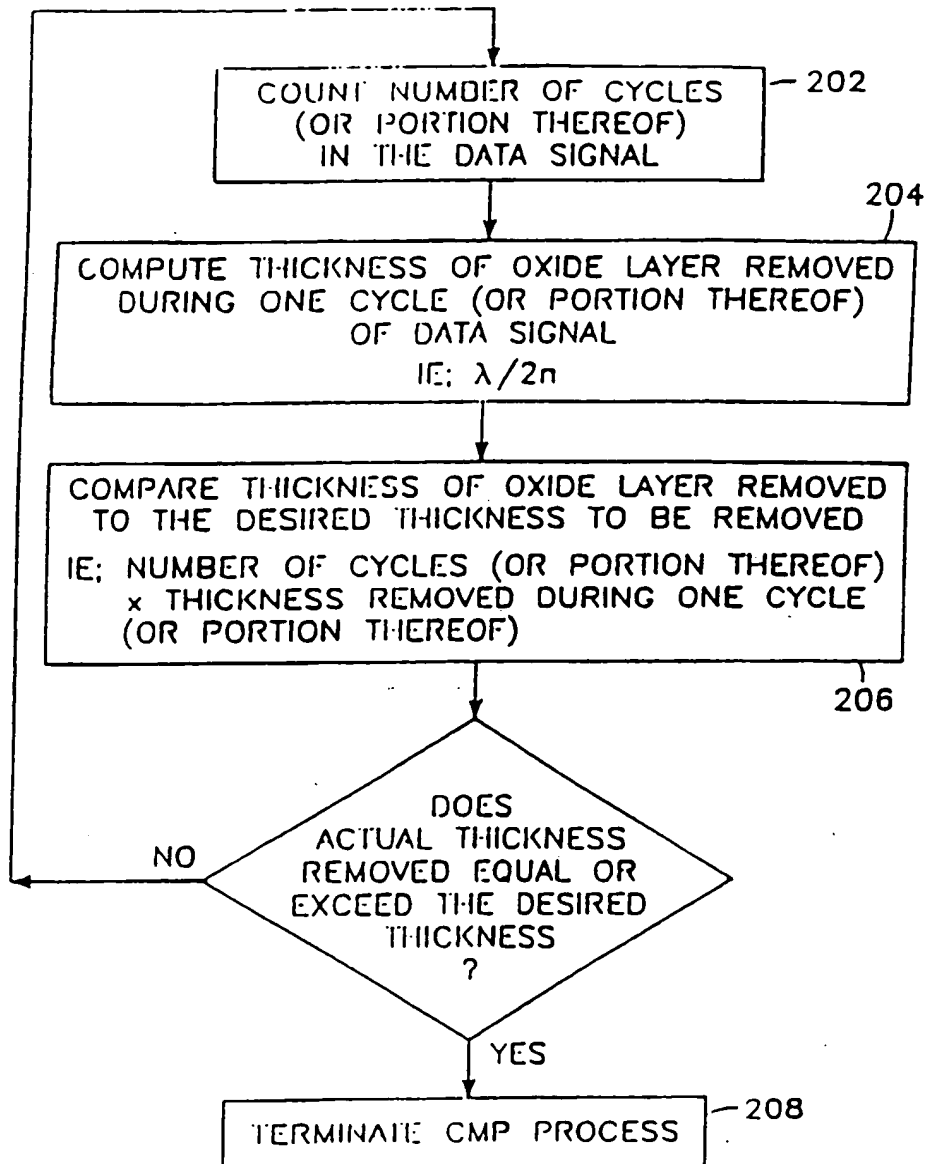 COUNT NUMBER OF CYCLES
(OR PORTION THEREOF)
IN THE DATA SIGNAL
202
204
COMPUTE THICKNESS OF OXIDE LAYER REMOVED
DURING ONE CYCLE (OR PORTION THEREOF)
OF DATA SIGNAL
IE; λ/2n
COMPARE THICKNESS OF OXIDE LAYER REMOVED
TO THE DESIRED THICKNESS TO BE REMOVED
IE; NUMBER OF CYCLES (OR PORTION THEREOF)
x THICKNESS REMOVED DURING ONE CYCLE
(OR PORTION THEREOF)
206
DOES
ACTUAL THICKNESS
REMOVED EQUAL OR
EXCEED THE DESIRED
THICKNESS
?
NO
YES
TERMINATE CMP PROCESS
208